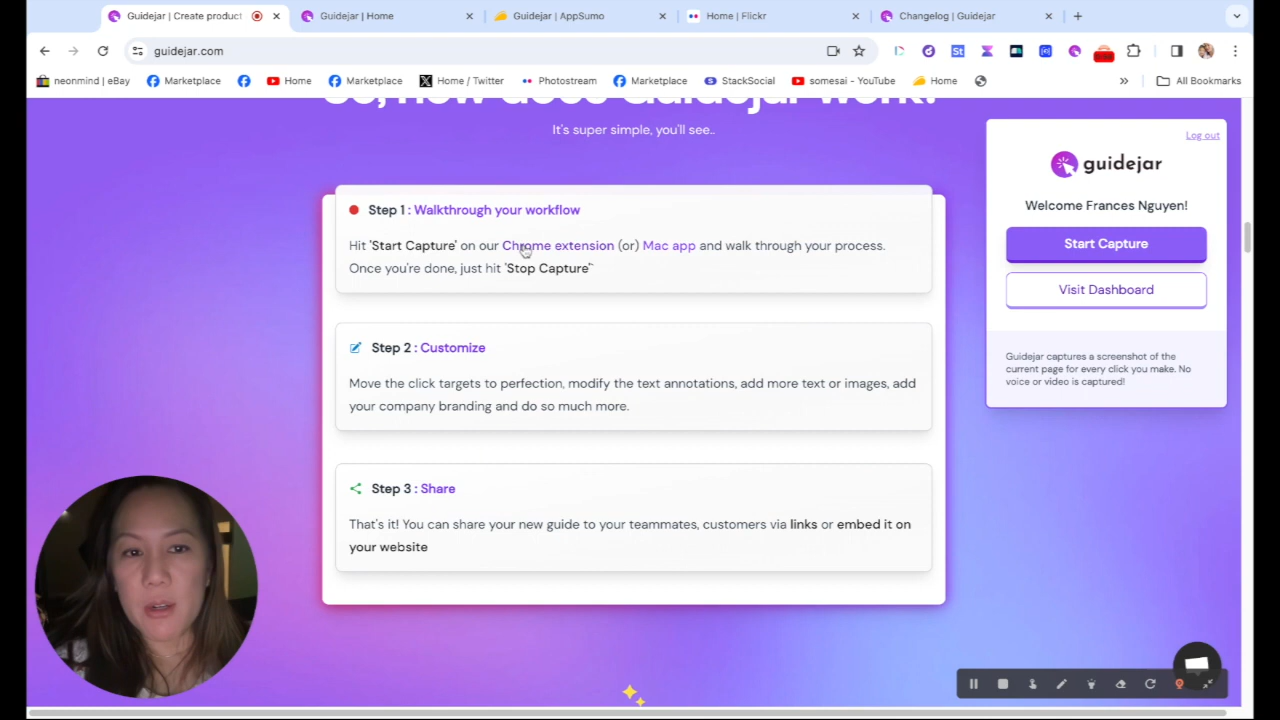 Guidejar | Create product
Guidejar | Home
Guidejar | AppSumo
Home | Flickr
Changelog | Guidejar
guidejar.com
St
neonmind | eBay
Marketplace
Home
Marketplace
Home / Twitter
Photostream
Marketplace
StackSocial
somesai - YouTube
Home
All Bookmarks
So, how does Guidejar work?
It's super simple, you'll see..
Step 1 : Walkthrough your workflow
Hit 'Start Capture' on our Chrome extension (or) Mac app and walk through your process.
Once you're done, just hit 'Stop Capture'`
Step 2 : Customize
Move the click targets to perfection, modify the text annotations, add more text or images, add
your company branding and do so much more.
Step 3 : Share
That's it! You can share your new guide to your teammates, customers via links or embed it on
your website
Log out
guidejar
Welcome Frances Nguyen!
Start Capture
Visit Dashboard
Guidejar captures a screenshot of the
current page for every click you make. No
voice or video is captured!